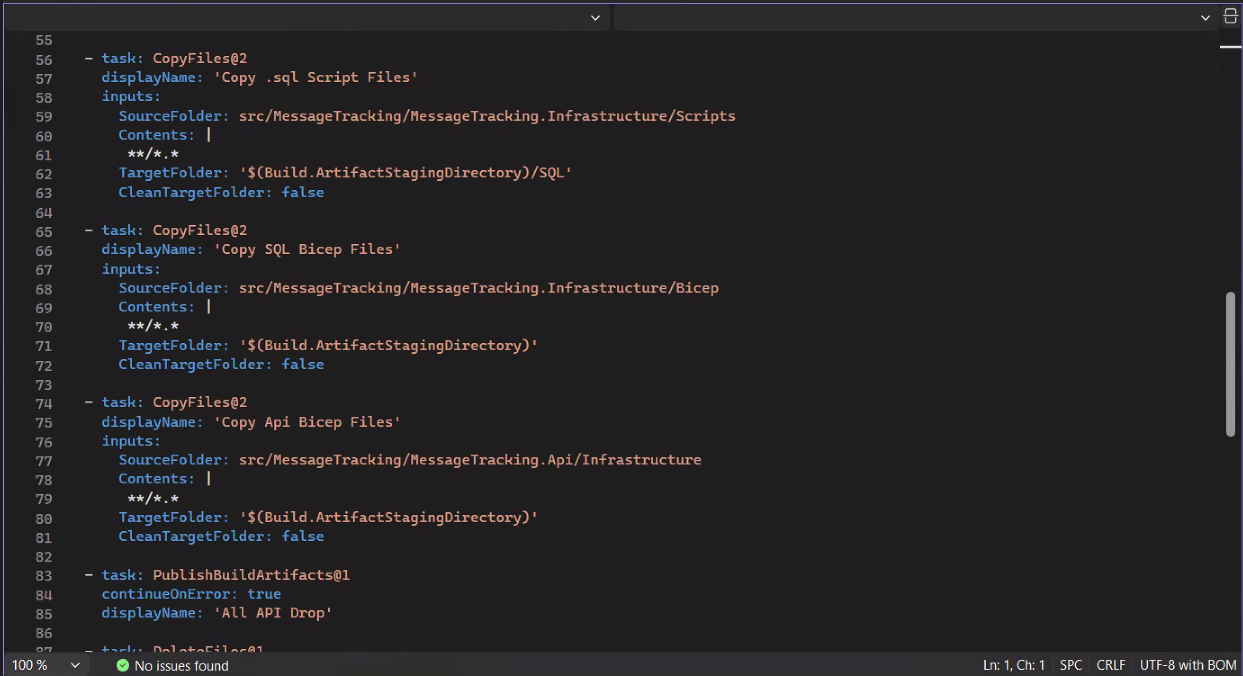 55
56 - task: CopyFiles@2
57 displayName: 'Copy .sql Script Files'
58 inputs:
59 SourceFolder: src/MessageTracking/MessageTracking.Infrastructure/Scripts
60 Contents: |
61 **/*.*
62 TargetFolder: '$(Build.ArtifactStagingDirectory)/SQL'
63 CleanTargetFolder: false
64
65 - task: CopyFiles@2
66 displayName: 'Copy SQL Bicep Files'
67 inputs:
68 SourceFolder: src/MessageTracking/MessageTracking.Infrastructure/Bicep
69 Contents: |
70 **/*.*
71 TargetFolder: '$(Build.ArtifactStagingDirectory)'
72 CleanTargetFolder: false
73
74 - task: CopyFiles@2
75 displayName: 'Copy Api Bicep Files'
76 inputs:
77 SourceFolder: src/MessageTracking/MessageTracking.Api/Infrastructure
78 Contents: |
79 **/*.*
80 TargetFolder: '$(Build.ArtifactStagingDirectory)'
81 CleanTargetFolder: false
82
83 - task: PublishBuildArtifacts@1
84 continueOnError: true
85 displayName: 'All API Drop'
86
87 - task: DeleteFiles@1
100 % No issues found Ln: 1, Ch: 1 SPC CRLF UTF-8 with BOM